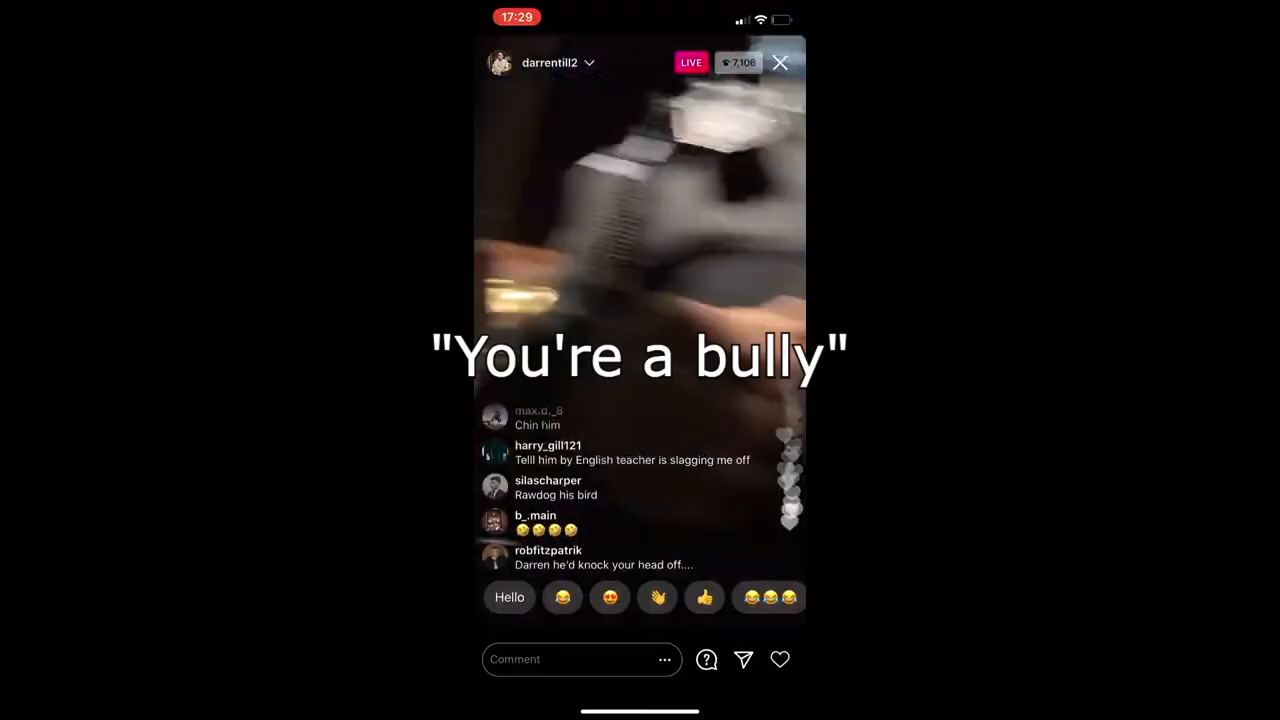 17:29
darrentill2
LIVE
7,106
"You're a bully"
max.d._8
Chin him
harry_gill121
Telll him by English teacher is slagging me off
silascharper
Rawdog his bird
b_.main
🤣🤣🤣🤣
robfitzpatrik
Darren he'd knock your head off....
Hello 😂 😍 👋 👍 😂😂😂
Comment